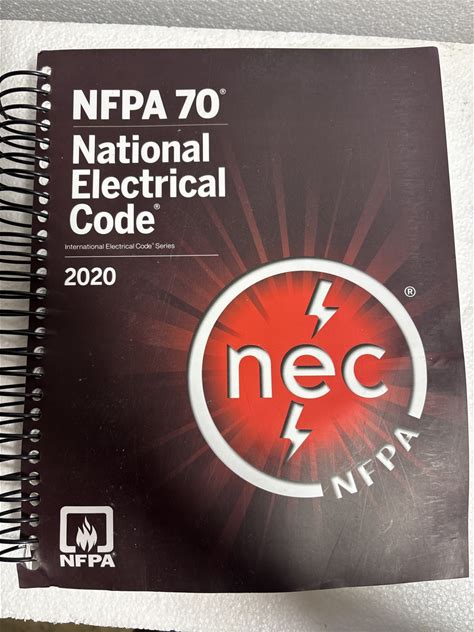 NFPA 70®
National
Electrical
Code®
International Electrical Code® Series
2020
®
nec
NFPA
NFPA®